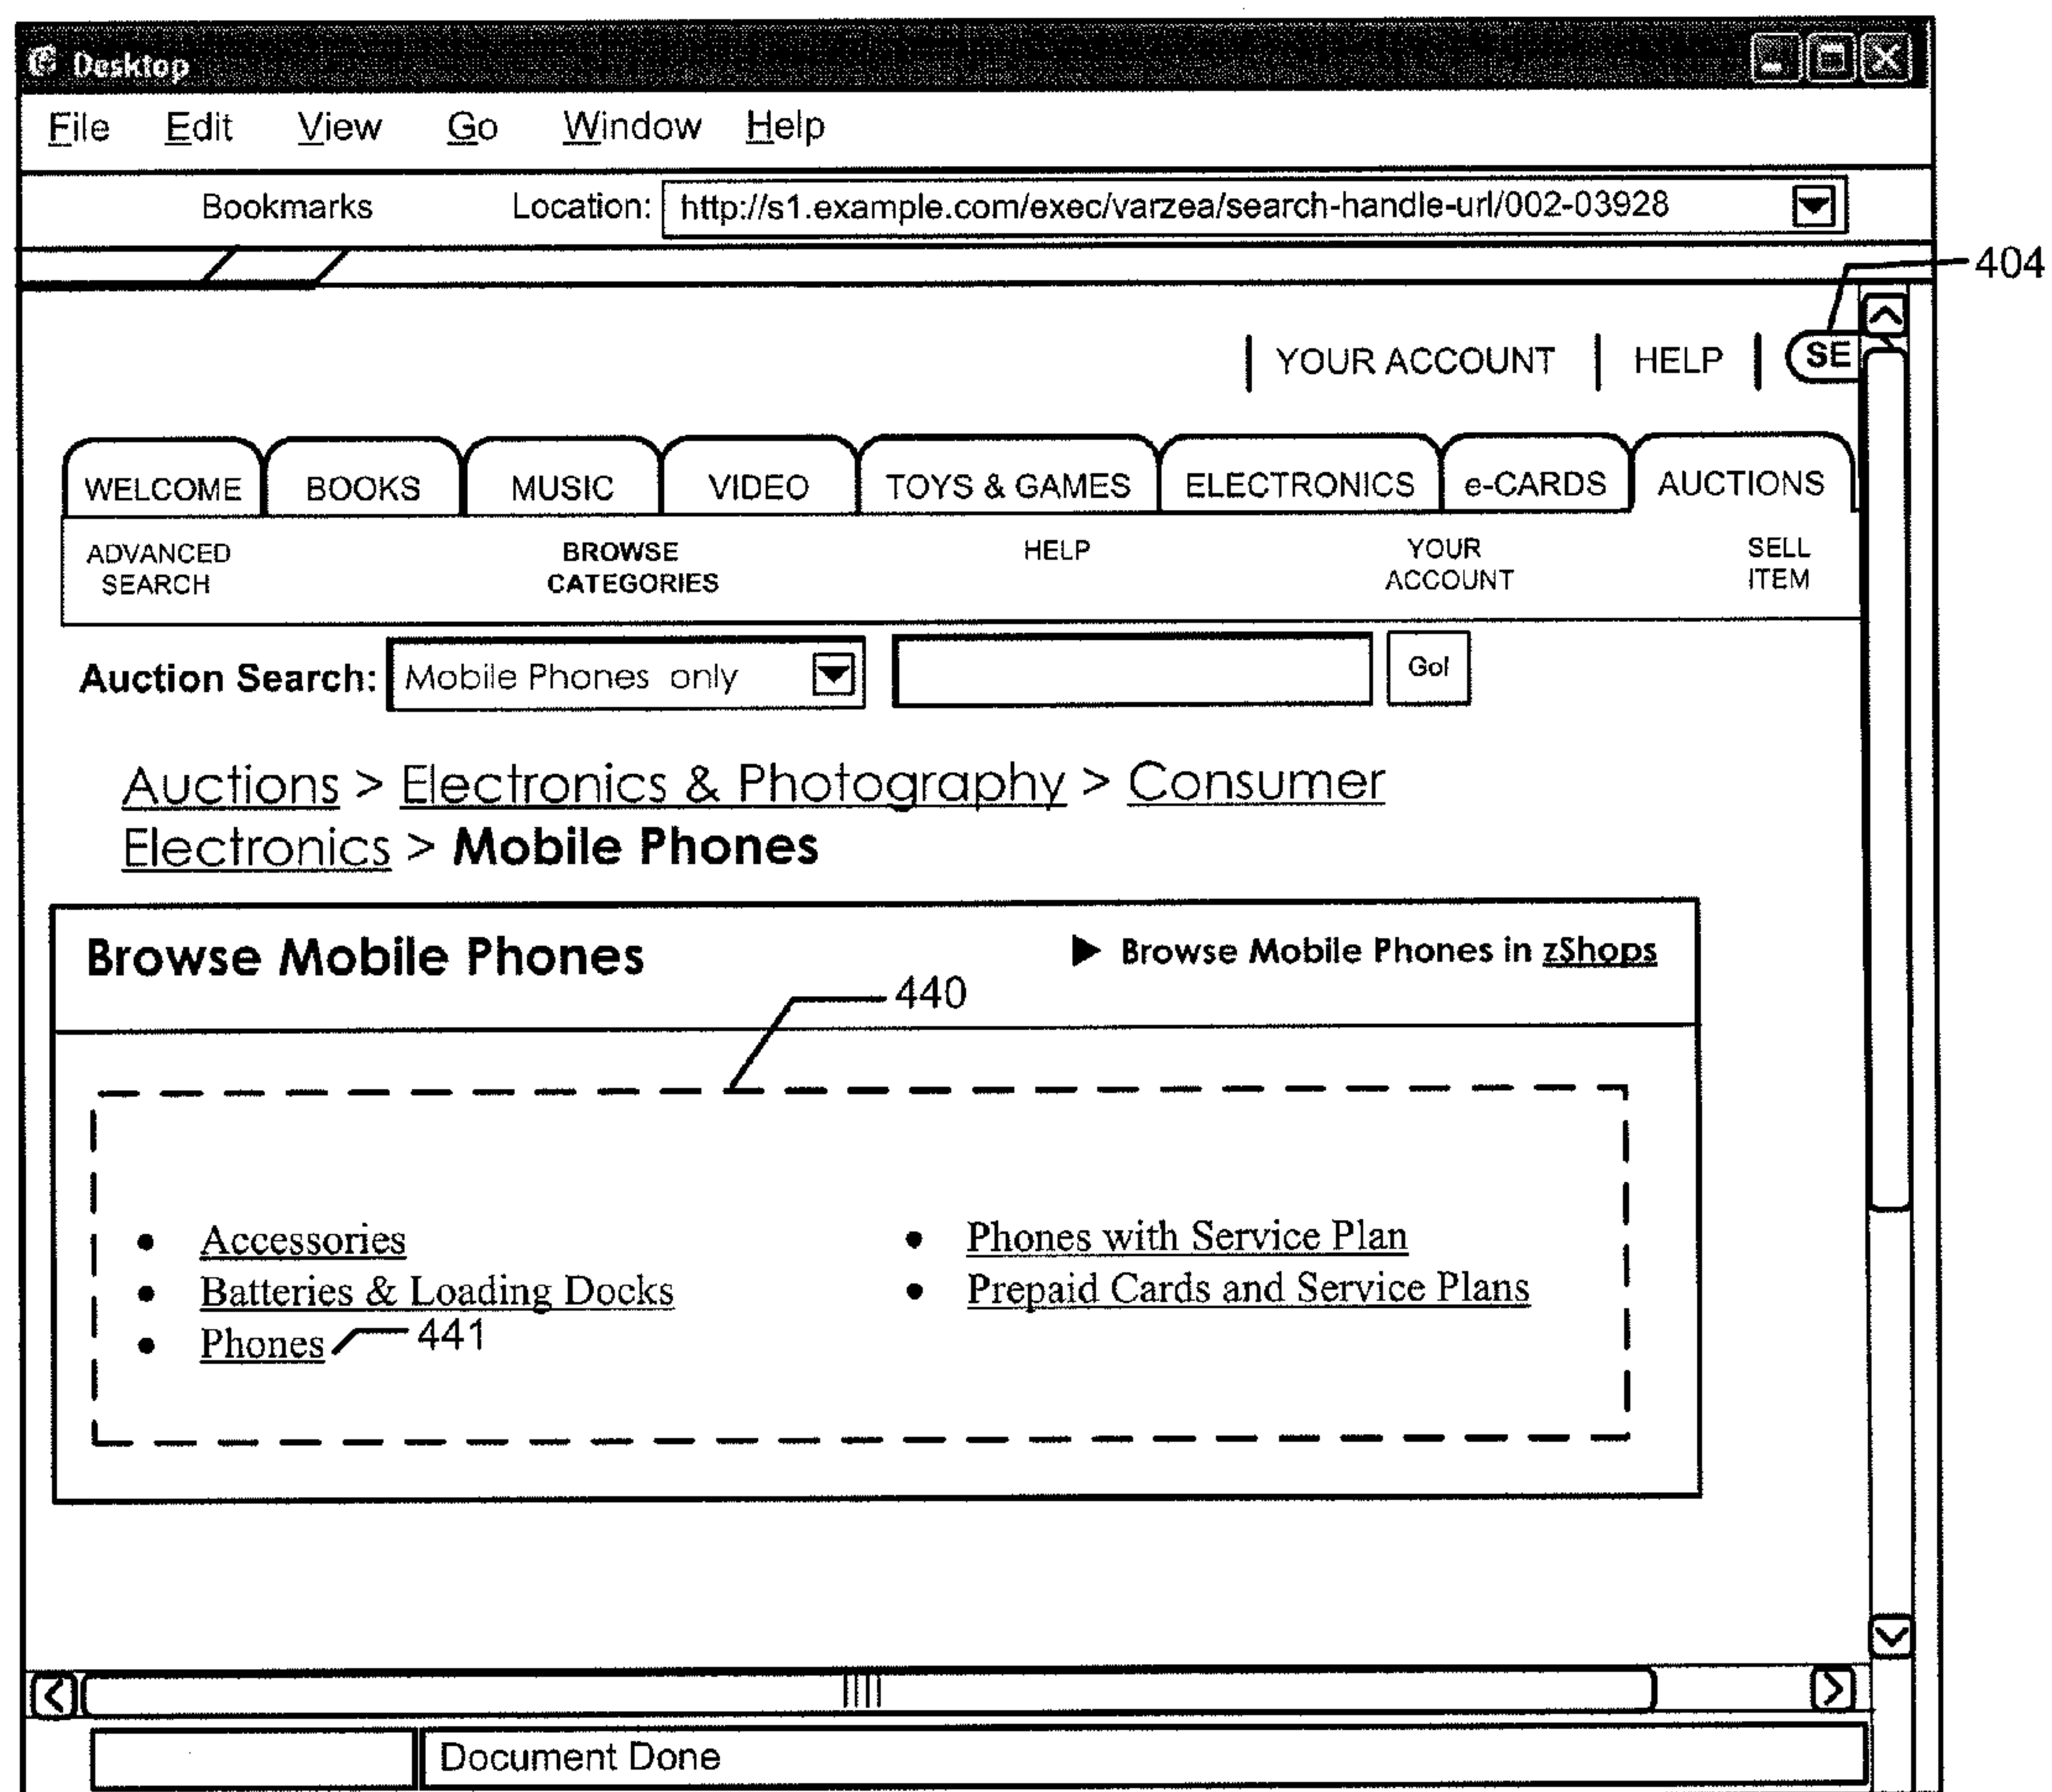 Desktop
File Edit View Go Window Help
Bookmarks Location: http://s1.example.com/exec/varzea/search-handle-url/002-03928
404
YOUR ACCOUNT HELP SE
WELCOME BOOKS MUSIC VIDEO TOYS & GAMES ELECTRONICS e-CARDS AUCTIONS
ADVANCED SEARCH BROWSE CATEGORIES HELP YOUR ACCOUNT SELL ITEM
Auction Search: Mobile Phones only Go!
Auctions > Electronics & Photography > Consumer
Electronics > Mobile Phones
Browse Mobile Phones ▶ Browse Mobile Phones in zShops
440
• Accessories • Phones with Service Plan
• Batteries & Loading Docks • Prepaid Cards and Service Plans
• Phones 441
Document Done